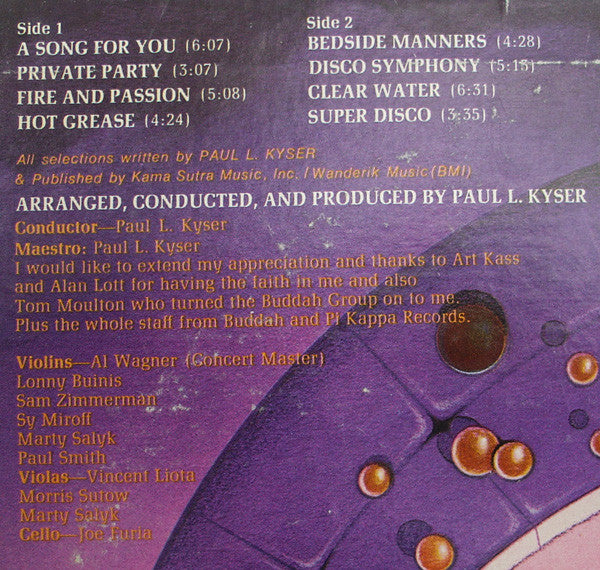 Side 1
A SONG FOR YOU (6:07)
PRIVATE PARTY (3:07)
FIRE AND PASSION (5:08)
HOT GREASE (4:24)
Side 2
BEDSIDE MANNERS (4:28)
DISCO SYMPHONY (5:15)
CLEAR WATER (6:31)
SUPER DISCO (3:35)
All selections written by PAUL L. KYSER
& Published by Kama Sutra Music, Inc. / Wanderik Music (BMI)
ARRANGED, CONDUCTED, AND PRODUCED BY PAUL L. KYSER
Conductor—Paul L. Kyser
Maestro: Paul L. Kyser
I would like to extend my appreciation and thanks to Art Kass
and Alan Lott for having the faith in me and also
Tom Moulton who turned the Buddah Group on to me.
Plus the whole staff from Buddah and Pi Kappa Records.
Violins—Al Wagner (Concert Master)
Lonny Buinis
Sam Zimmerman
Sy Miroff
Marty Salyk
Paul Smith
Violas—Vincent Liota
Morris Sutow
Marty Salyk
Cello—Joe Furia